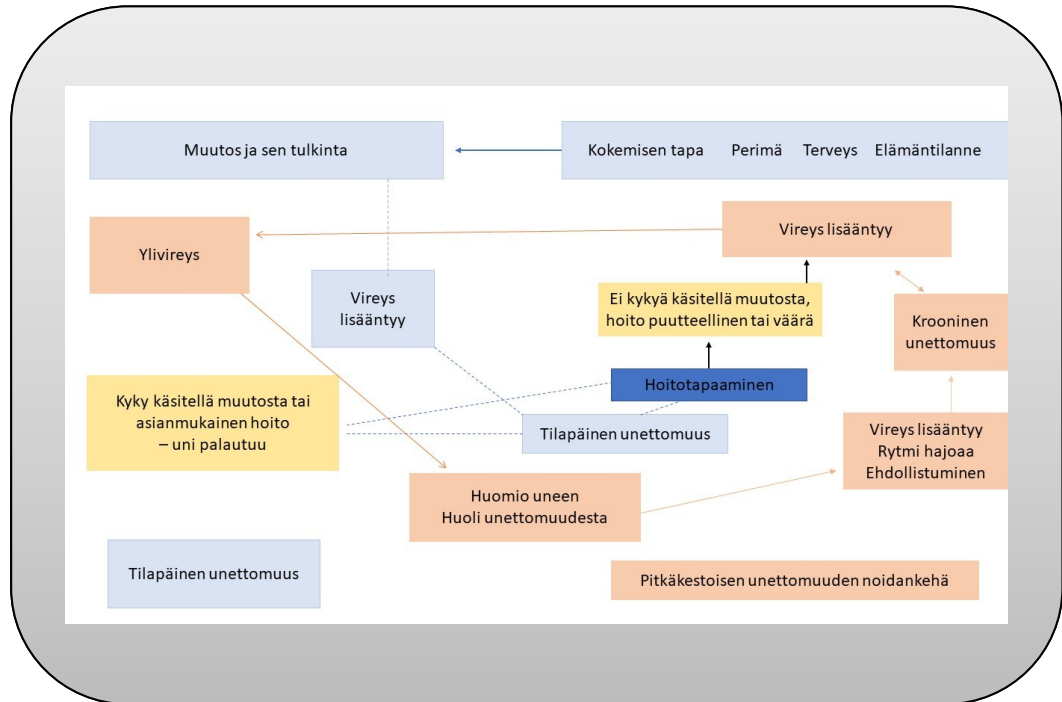 Muutos ja sen tulkinta
Kokemisen tapa Perimä Terveys Elämäntilanne
Ylivireys
Vireys lisääntyy
Vireys
lisääntyy
Ei kykyä käsitellä muutosta,
hoito puutteellinen tai väärä
Krooninen
unettomuus
Hoitotapaaminen
Kyky käsitellä muutosta tai
asianmukainen hoito
– uni palautuu
Tilapäinen unettomuus
Vireys lisääntyy
Rytmi hajoaa
Ehdollistuminen
Huomio uneen
Huoli unettomuudesta
Tilapäinen unettomuus
Pitkäkestoisen unettomuuden noidankehä